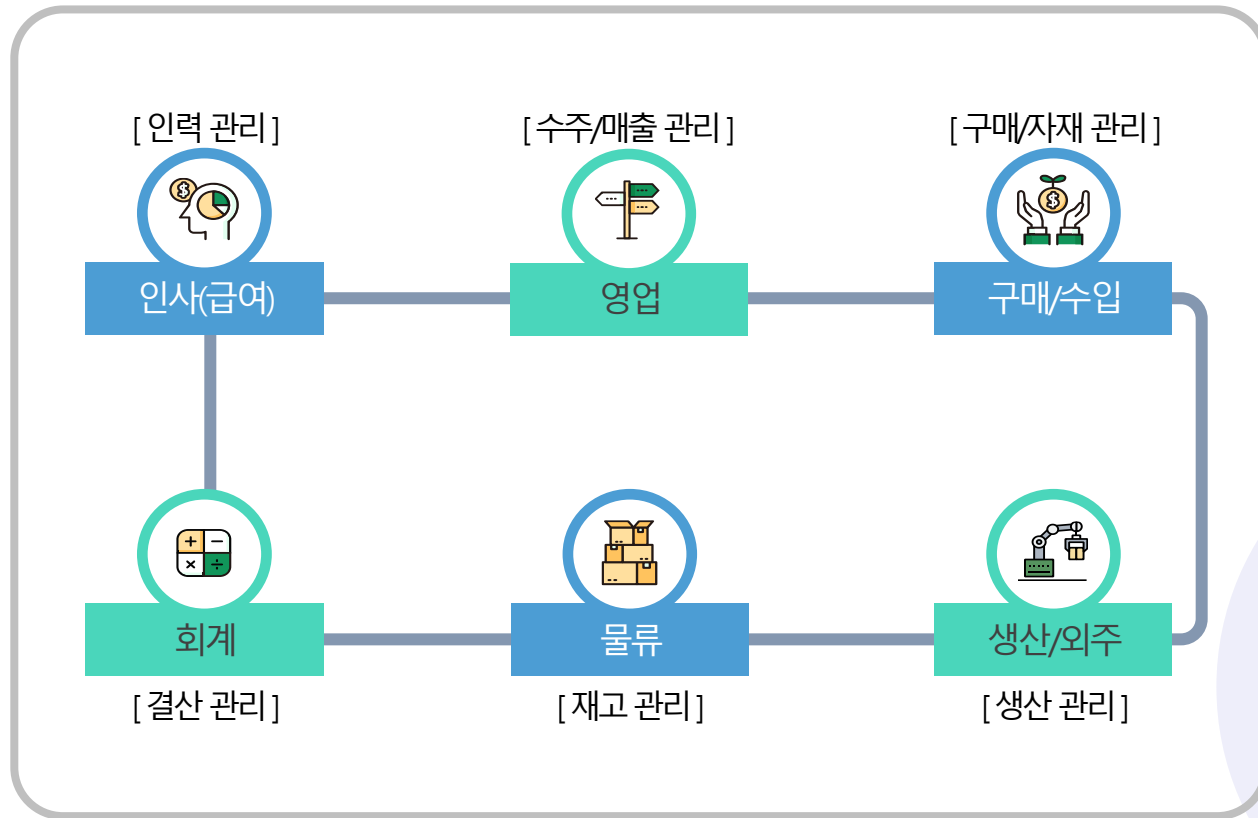 [ 인력 관리 ]
[ 수주/매출 관리 ]
[ 구매/자재 관리 ]
인사(급여)
영업
구매/수입
회계
물류
생산/외주
[ 결산 관리 ]
[ 재고 관리 ]
[ 생산 관리 ]